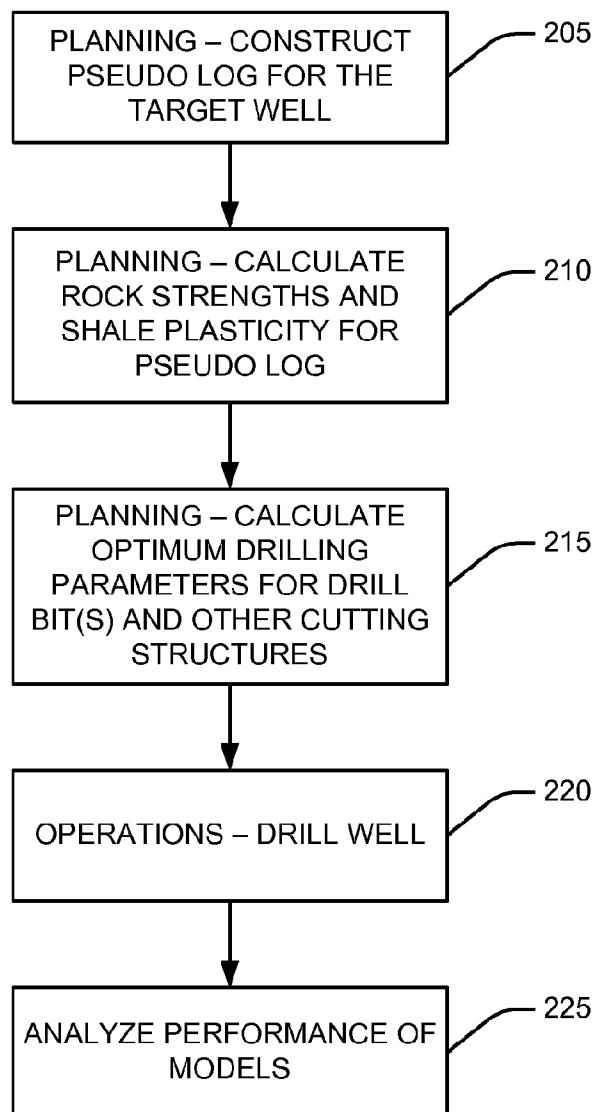 PLANNING – CONSTRUCT
PSEUDO LOG FOR THE
TARGET WELL
205
PLANNING – CALCULATE
ROCK STRENGTHS AND
SHALE PLASTICITY FOR
PSEUDO LOG
210
PLANNING – CALCULATE
OPTIMUM DRILLING
PARAMETERS FOR DRILL
BIT(S) AND OTHER CUTTING
STRUCTURES
215
OPERATIONS – DRILL WELL
220
ANALYZE PERFORMANCE OF
MODELS
225